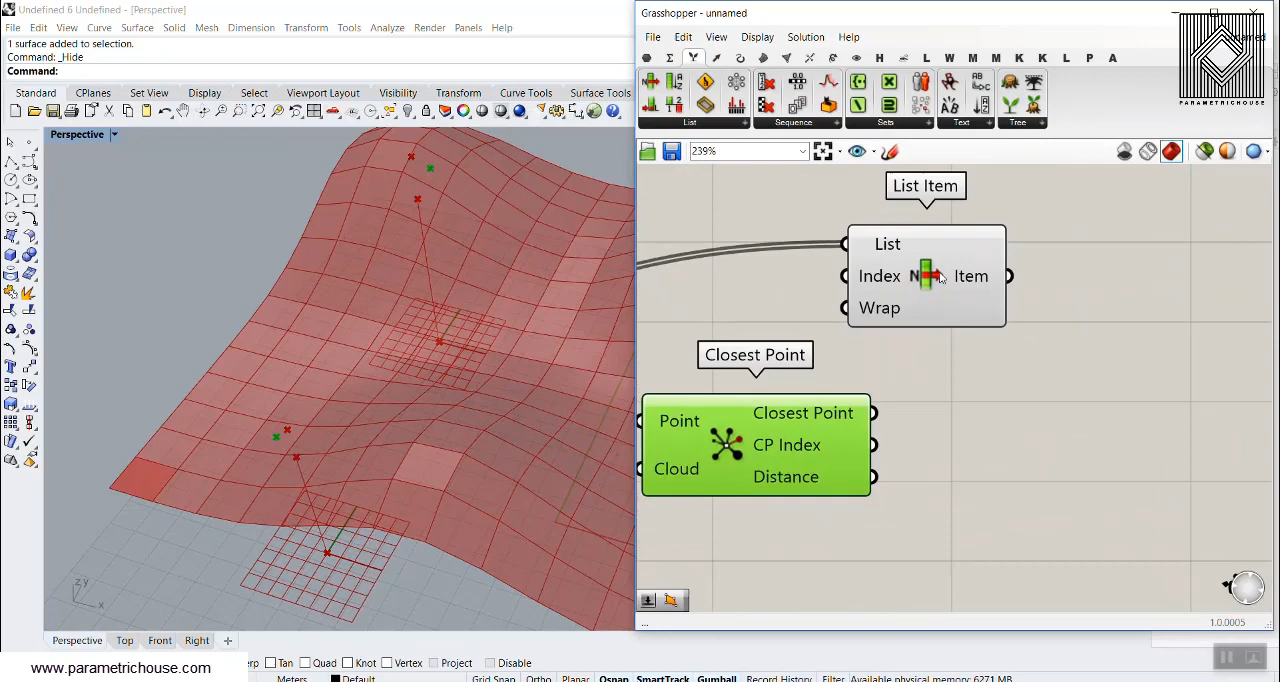 Undefined 6 Undefined - [Perspective]
File Edit View Curve Surface Solid Mesh Dimension Transform Tools Analyze Render Panels Help
1 surface added to selection.
Command: _Hide
Command:
Standard CPlanes Set View Display Select Viewport Layout Visibility Transform Curve Tools Surface Tools
Perspective
z y
x
Perspective Top Front Right
erp Tan Quad Knot Vertex Project Disable
Meters Default Grid Snap Ortho Planar Osnap SmartTrack Gumball Record History Filter Available physical memory: 6271 MB
www.parametrichouse.com
Grasshopper - unnamed
File Edit View Display Solution Help
unnamed
H L W M M K K L P A
PARAMETRICHOUSE
List Sequence Sets Text Tree
239%
List Item
List
Index N Item
Wrap
Closest Point
Point Closest Point
CP Index
Cloud Distance
...
1.0.0005